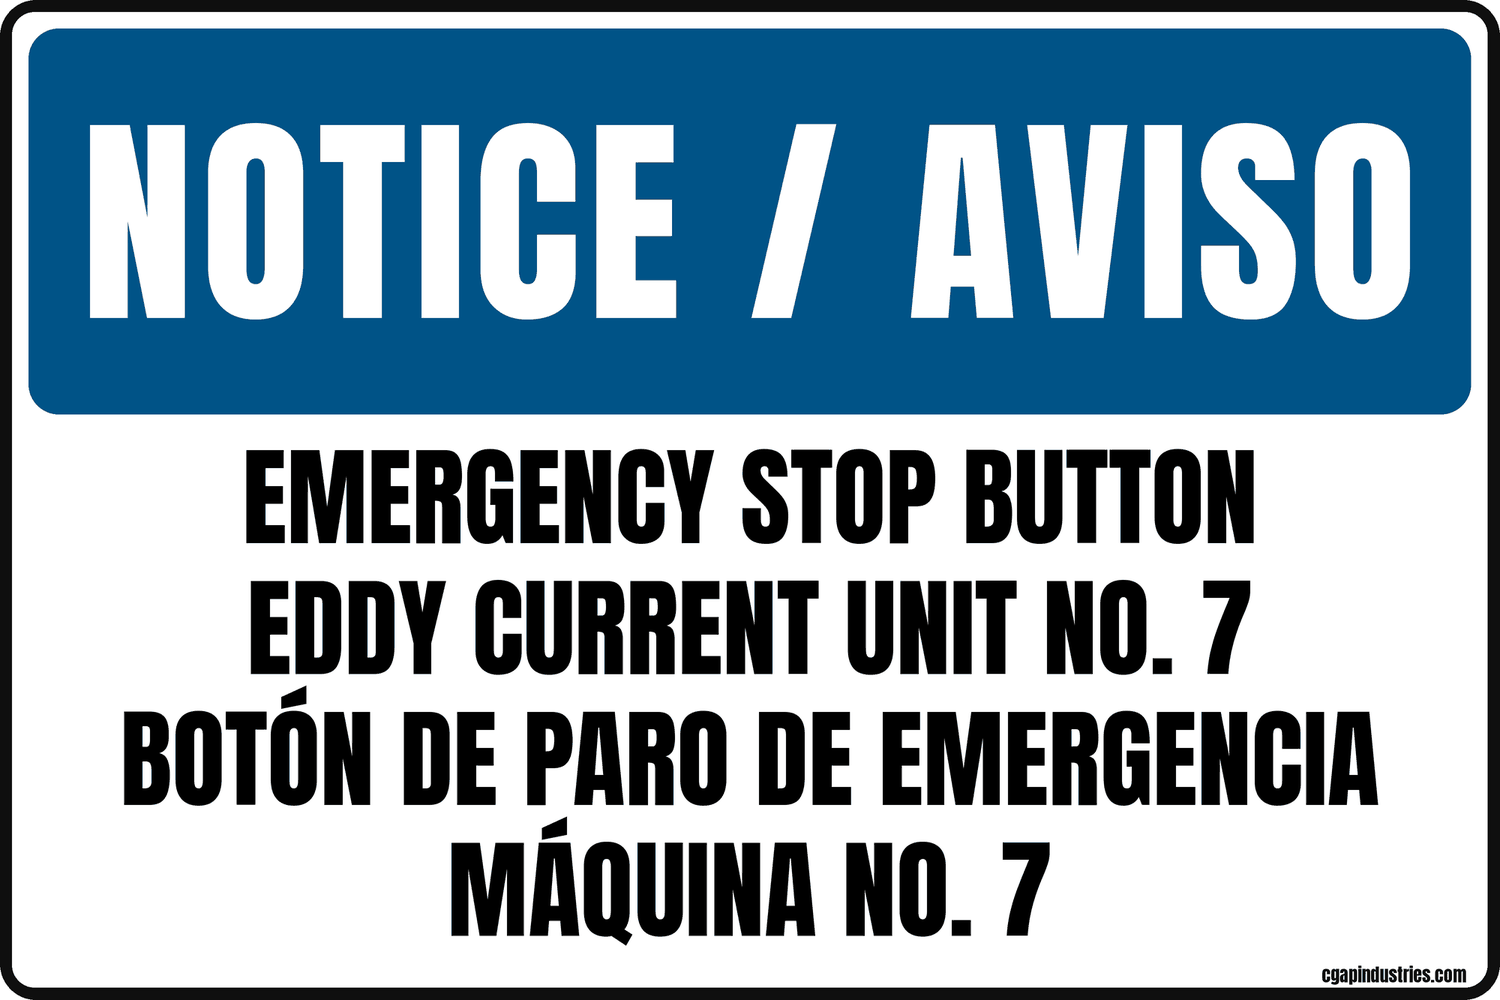 NOTICE / AVISO
EMERGENCY STOP BUTTON
EDDY CURRENT UNIT NO. 7
BOTÓN DE PARO DE EMERGENCIA
MÁQUINA NO. 7
cgapindustries.com